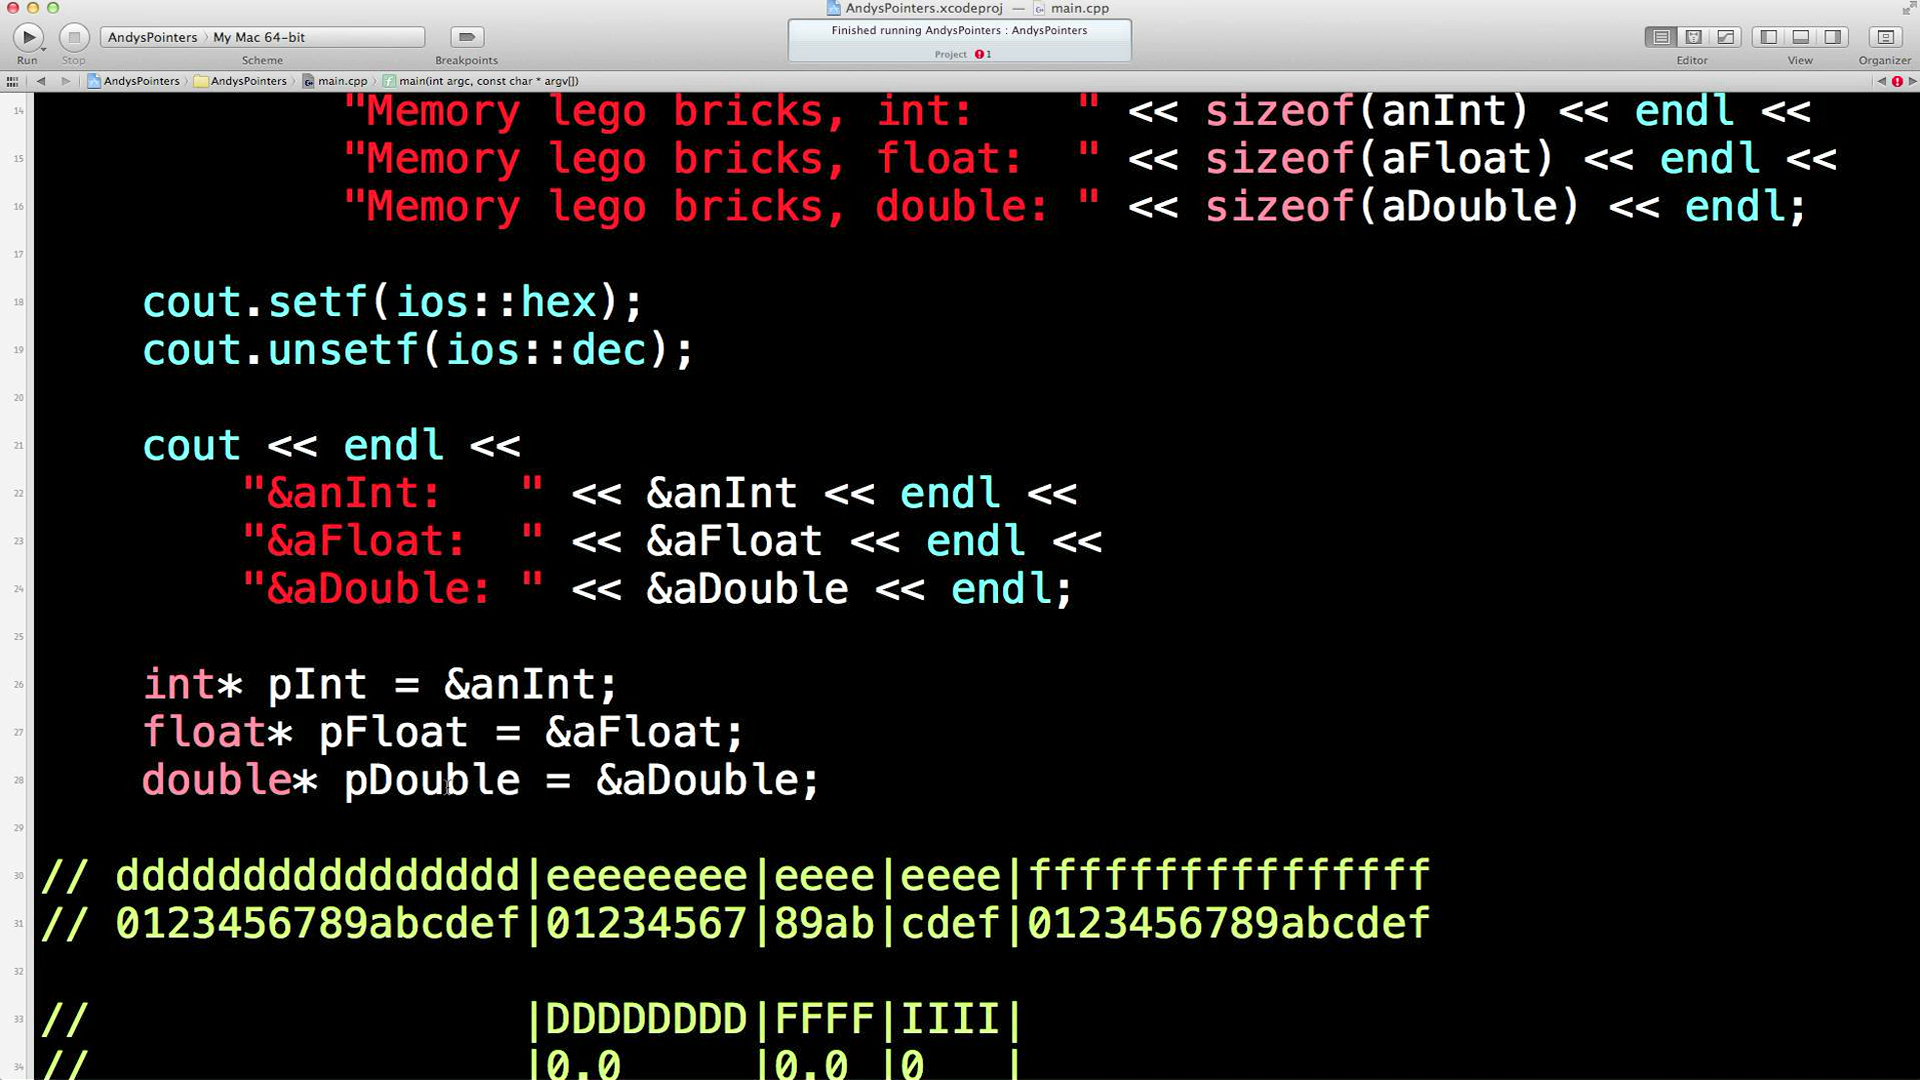 AndysPointers.xcodeproj — main.cpp
AndysPointers 〉 My Mac 64-bit
Finished running AndysPointers : AndysPointers
Project 1
Run Stop Scheme Breakpoints Editor View Organizer
AndysPointers 〉 AndysPointers 〉 main.cpp 〉 main(int argc, const char * argv[])
14 "Memory lego bricks, int:    " << sizeof(anInt) << endl <<
15 "Memory lego bricks, float:  " << sizeof(aFloat) << endl <<
16 "Memory lego bricks, double: " << sizeof(aDouble) << endl;
17
18 cout.setf(ios::hex);
19 cout.unsetf(ios::dec);
20
21 cout << endl <<
22 "&anInt:   " << &anInt << endl <<
23 "&aFloat:  " << &aFloat << endl <<
24 "&aDouble: " << &aDouble << endl;
25
26 int* pInt = &anInt;
27 float* pFloat = &aFloat;
28 double* pDouble = &aDouble;
29
30 // dddddddddddddddd|eeeeeeee|eeee|eeee|ffffffffffffffff
31 // 0123456789abcdef|01234567|89ab|cdef|0123456789abcdef
32
33 //                 |DDDDDDDD|FFFF|IIII|
34 //                 |0.0     |0.0 |0   |